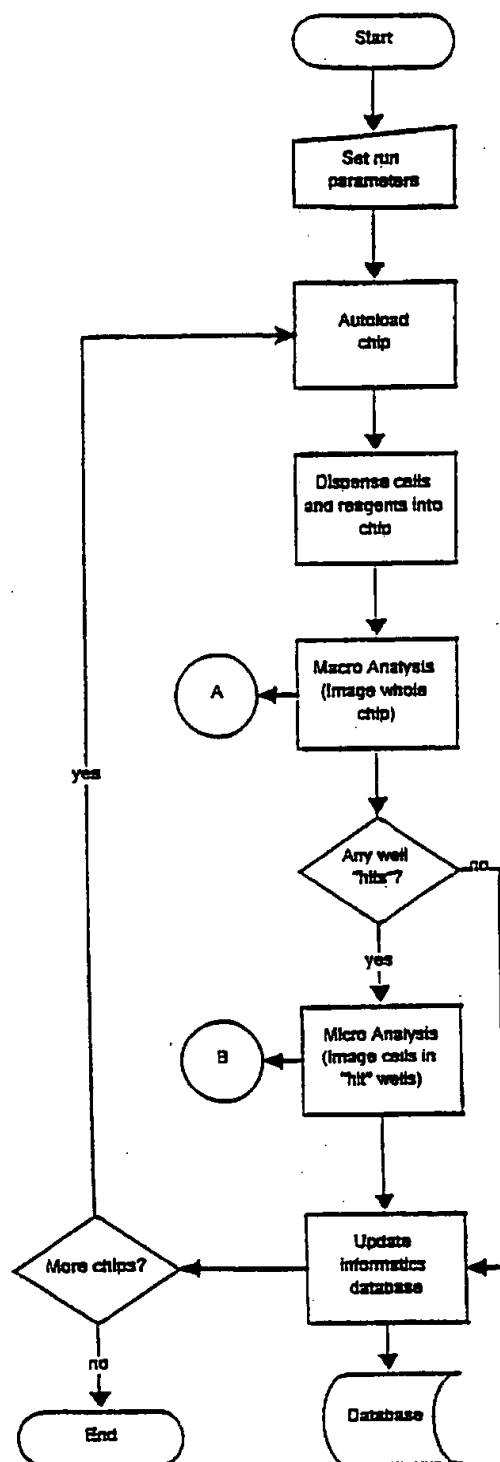 Start
Set run
parameters
Autoload
chip
Dispense cells
and reagents into
chip
Macro Analysis
(Image whole
chip)
A
yes
Any well
"hits"?
no
yes
Micro Analysis
(Image cells in
"hit" wells)
B
Update
informatics
database
More chips?
no
End
Database